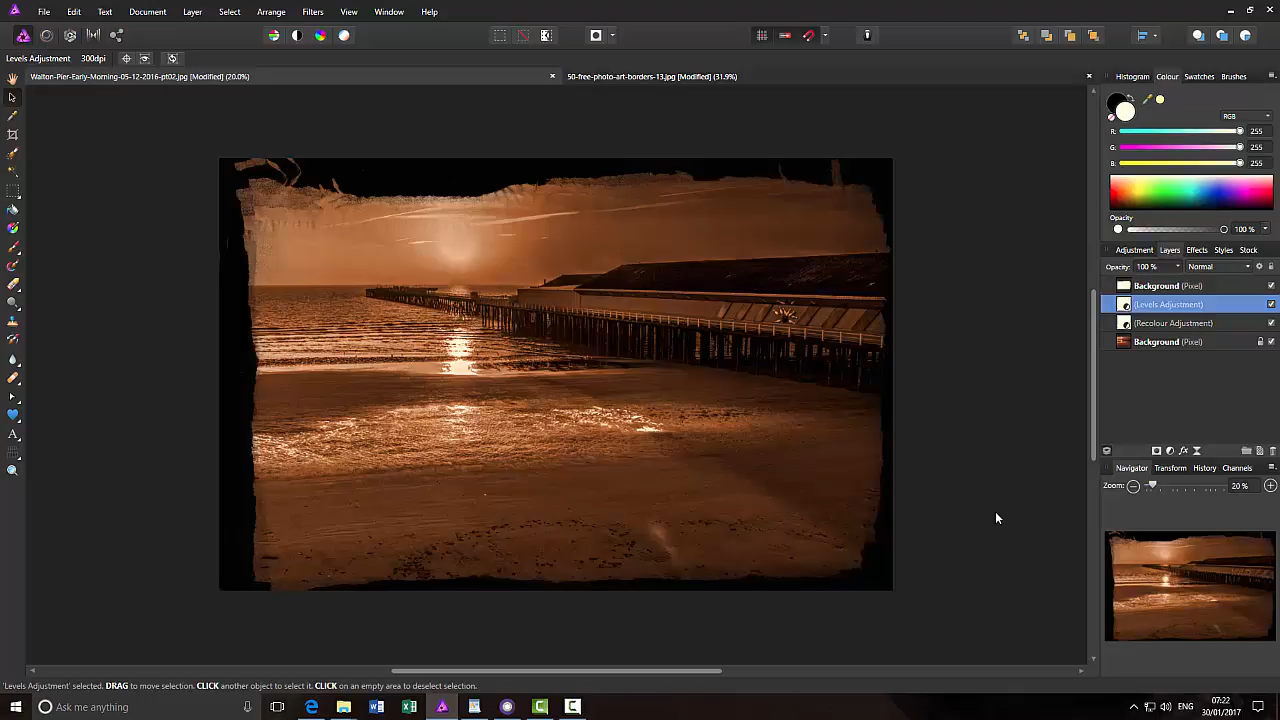 File Edit Text Document Layer Select Arrange Filters View Window Help
Levels Adjustment 300dpi
Walton-Pier-Early-Morning-05-12-2016-pt02.jpg [Modified] (20.0%)
50-free-photo-art-borders-13.jpg [Modified] (31.9%)
Histogram Colour Swatches Brushes
RGB
R: 255
G: 255
B: 255
Opacity
100 %
Adjustment Layers Effects Styles Stock
Opacity: 100 % Normal
Background (Pixel)
(Levels Adjustment)
(Recolour Adjustment)
Background (Pixel)
Navigator Transform History Channels
Zoom: 20 %
'Levels Adjustment' selected. DRAG to move selection. CLICK another object to select it. CLICK on an empty area to deselect selection.
Ask me anything
ENG
07:22
30/01/2017